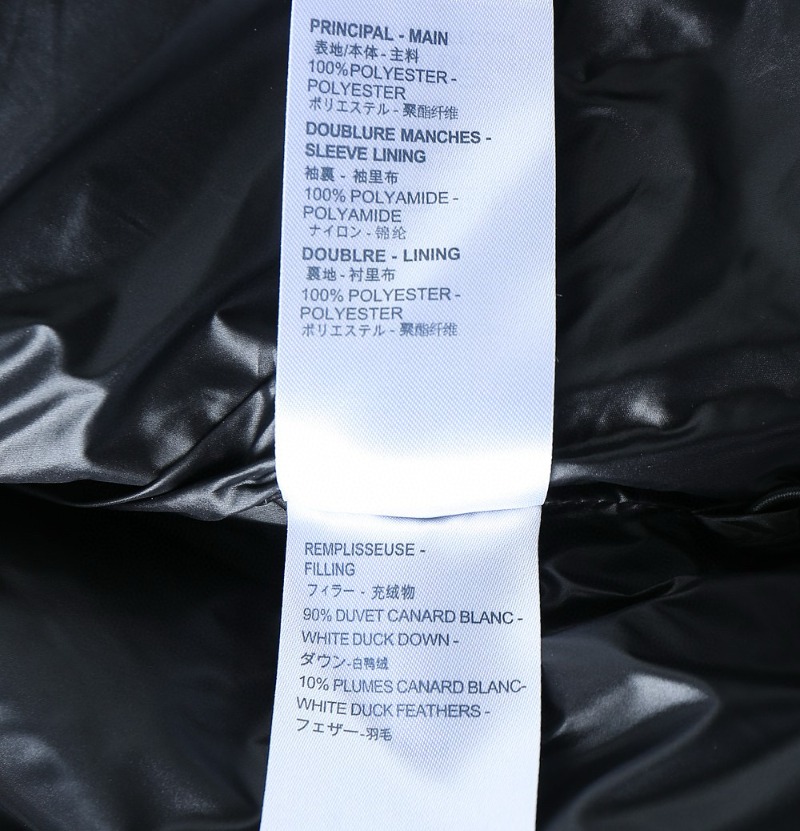 PRINCIPAL - MAIN
表地/本体 - 主料
100%POLYESTER -
POLYESTER
ポリエステル - 聚酯纤维
DOUBLURE MANCHES -
SLEEVE LINING
袖裏 - 袖里布
100% POLYAMIDE -
POLYAMIDE
ナイロン - 锦纶
DOUBLRE - LINING
裏地 - 衬里布
100% POLYESTER -
POLYESTER
ポリエステル - 聚酯纤维
REMPLISSEUSE -
FILLING
フィラー - 充绒物
90% DUVET CANARD BLANC -
WHITE DUCK DOWN -
ダウン-白鸭绒
10% PLUMES CANARD BLANC-
WHITE DUCK FEATHERS -
フェザー-羽毛